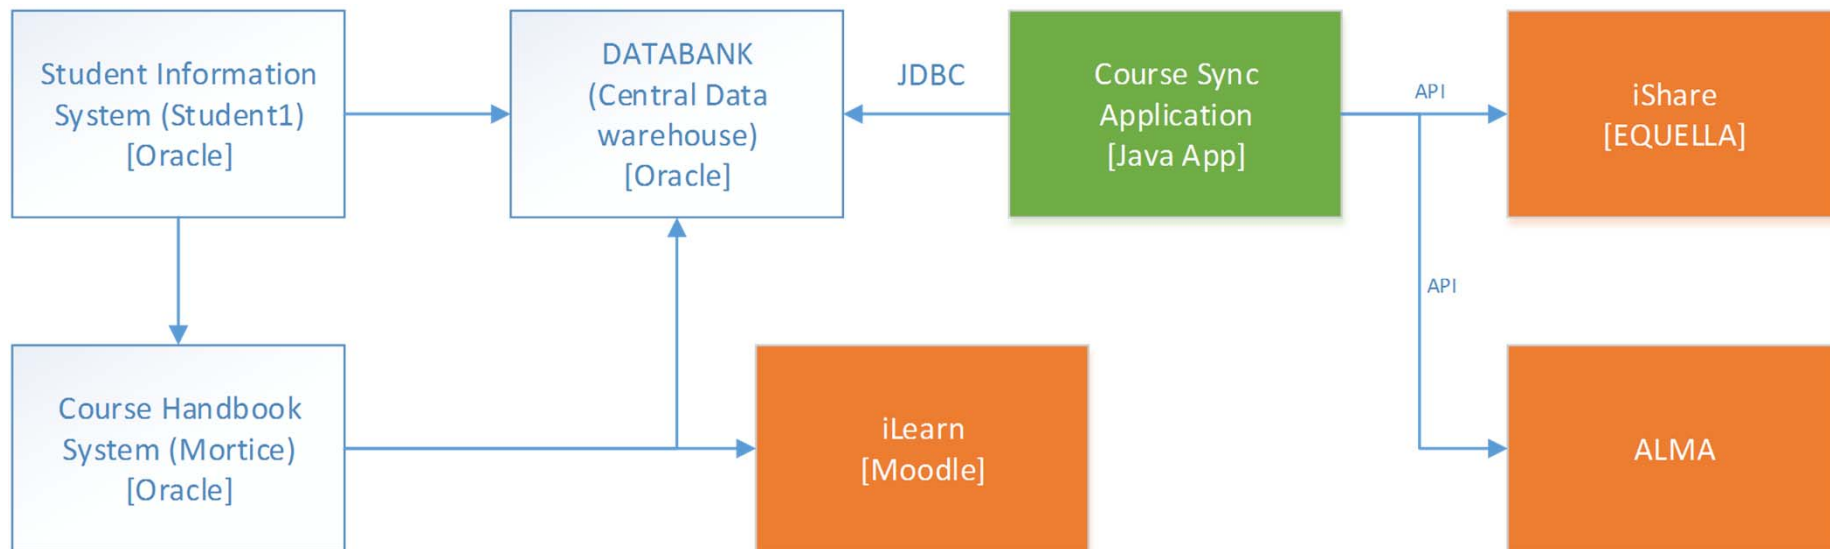 Student Information
System (Student1)
[Oracle]
DATABANK
(Central Data
warehouse)
[Oracle]
JDBC
Course Sync
Application
[Java App]
API
iShare
[EQUELLA]
API
Course Handbook
System (Mortice)
[Oracle]
iLearn
[Moodle]
ALMA